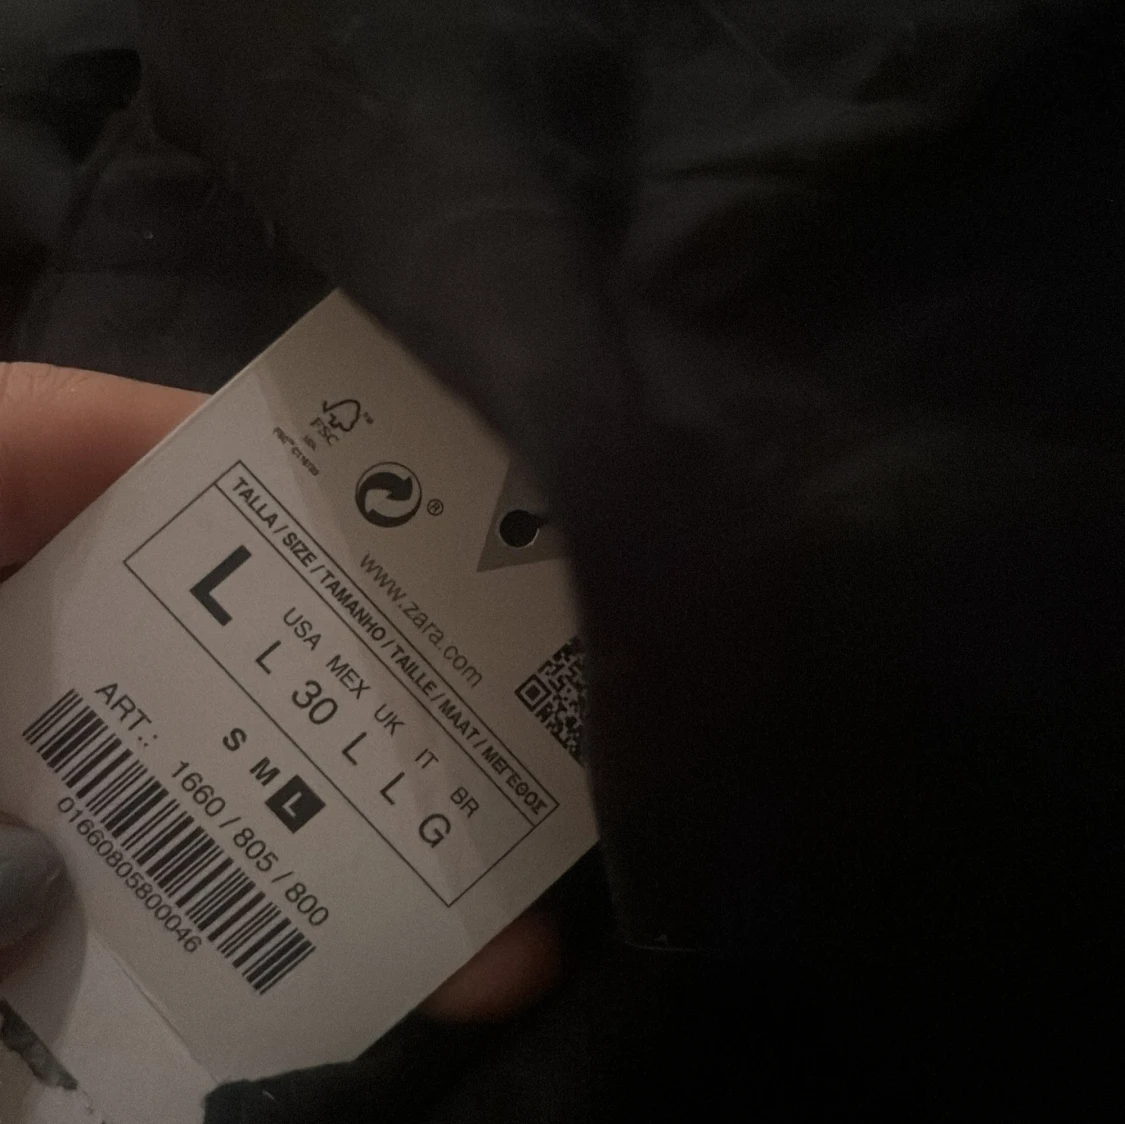 FSC
®
www.zara.com
TALLA / SIZE / TAMANHO / TAILLE / MAAT / ΜΕΓΕΘΟΣ
L
USA MEX UK IT BR
L 30 L L G
S M L
ART.:
1660 / 805 / 800
01660805800046